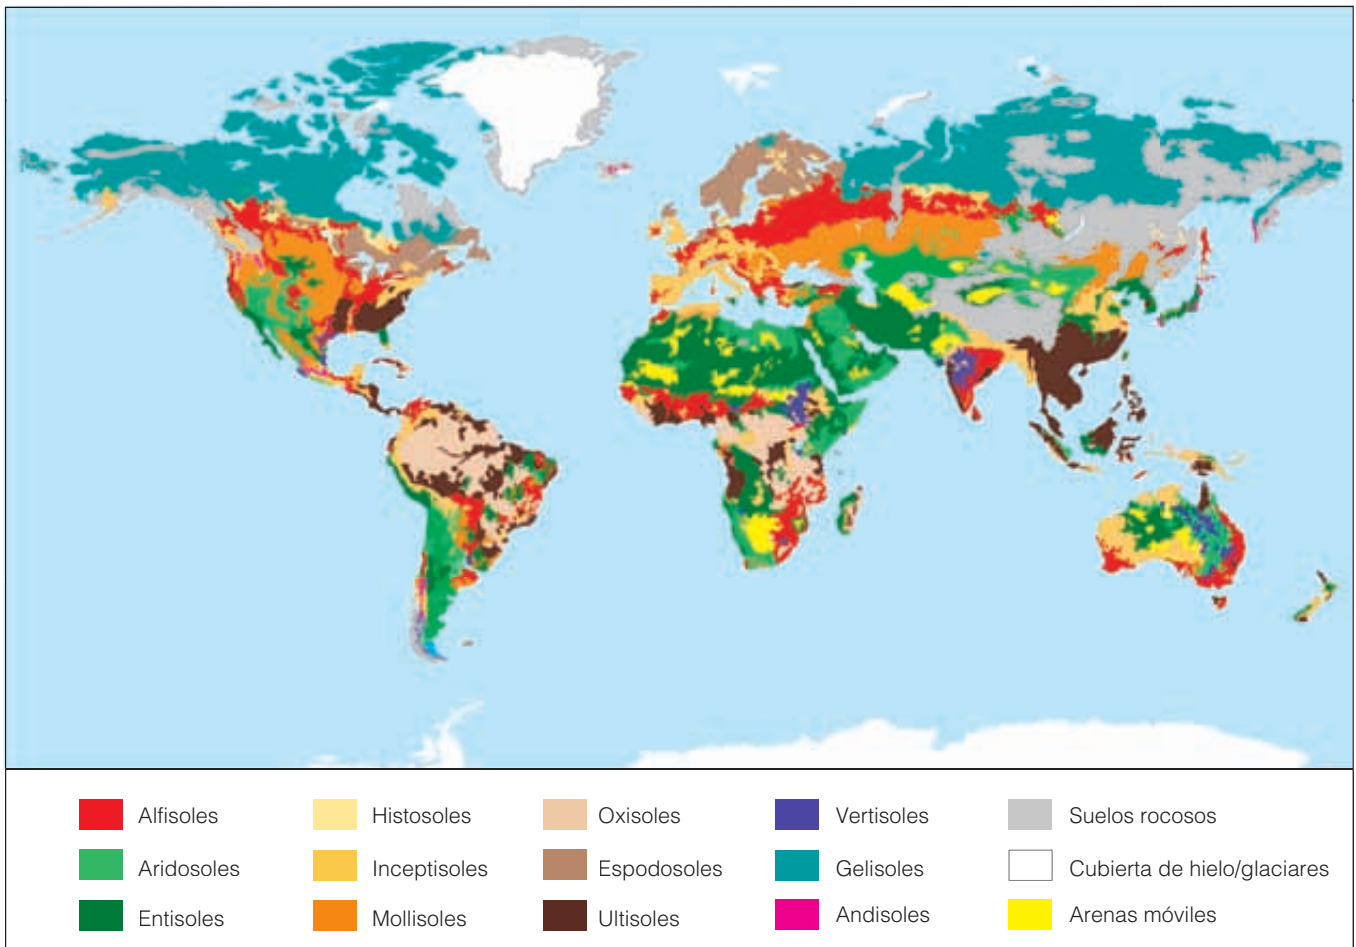 Alfisoles
Histosoles
Oxisoles
Vertisoles
Suelos rocosos
Aridosoles
Inceptisoles
Espodosoles
Gelisoles
Cubierta de hielo/glaciares
Entisoles
Mollisoles
Ultisoles
Andisoles
Arenas móviles